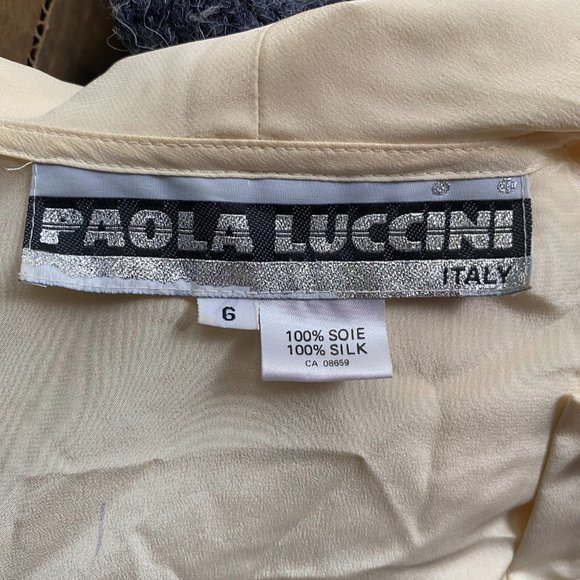 PAOLA LUCCINI
ITALY
6
100% SOIE
100% SILK
CA 08659